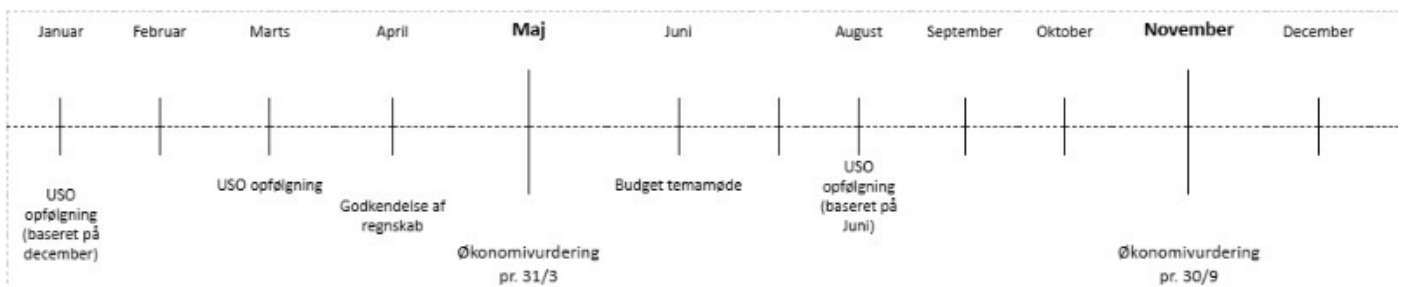 Januar Februar Marts April Maj Juni August September Oktober November December
USO
opfølgning
(baseret på
december)
USO opfølgning
Godkendelse af
regnskab
Økonomivurdering
pr. 31/3
Budget temamøde
USO
opfølgning
(baseret på
Juni)
Økonomivurdering
pr. 30/9